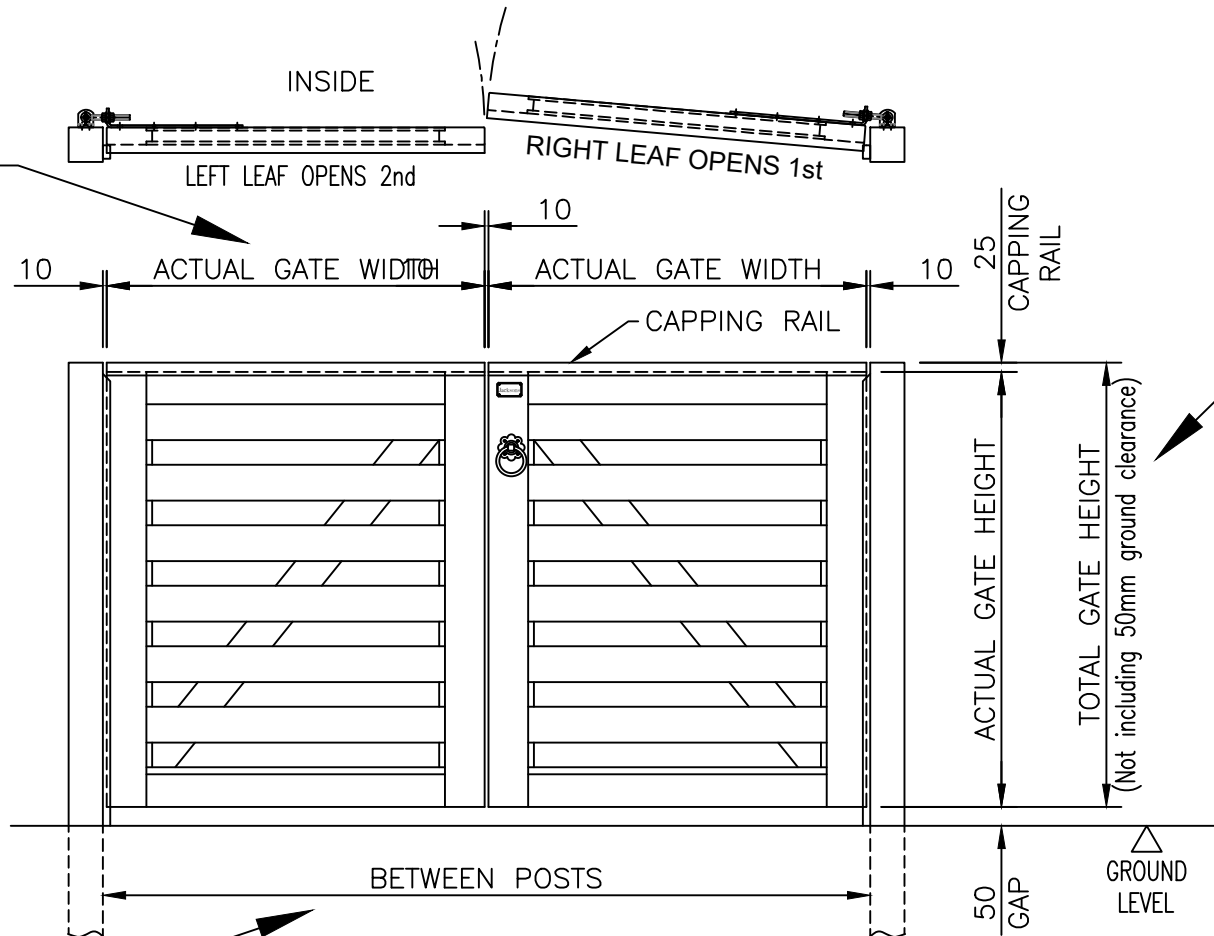 INSIDE
LEFT LEAF OPENS 2nd
RIGHT LEAF OPENS 1st
10
10
ACTUAL GATE WIDTH
10
ACTUAL GATE WIDTH
10
25
CAPPING
RAIL
CAPPING RAIL
ACTUAL GATE HEIGHT
TOTAL GATE HEIGHT
(Not including 50mm ground clearance)
BETWEEN POSTS
50
GAP
GROUND
LEVEL